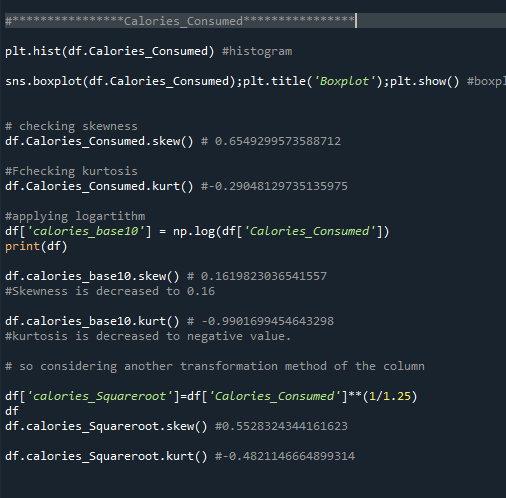 #****************Calories_Consumed****************
plt.hist(df.Calories_Consumed) #histogram
sns.boxplot(df.Calories_Consumed);plt.title('Boxplot');plt.show() #boxpl
# checking skewness
df.Calories_Consumed.skew() # 0.6549299573588712
#Fchecking kurtosis
df.Calories_Consumed.kurt() #-0.29048129735135975
#applying logartithm
df['calories_base10'] = np.log(df['Calories_Consumed'])
print(df)
df.calories_base10.skew() # 0.1619823036541557
#Skewness is decreased to 0.16
df.calories_base10.kurt() # -0.9901699454643298
#kurtosis is decreased to negative value.
# so considering another transformation method of the column
df['calories_Squareroot']=df['Calories_Consumed']**(1/1.25)
df
df.calories_Squareroot.skew() #0.5528324344161623
df.calories_Squareroot.kurt() #-0.4821146664899314